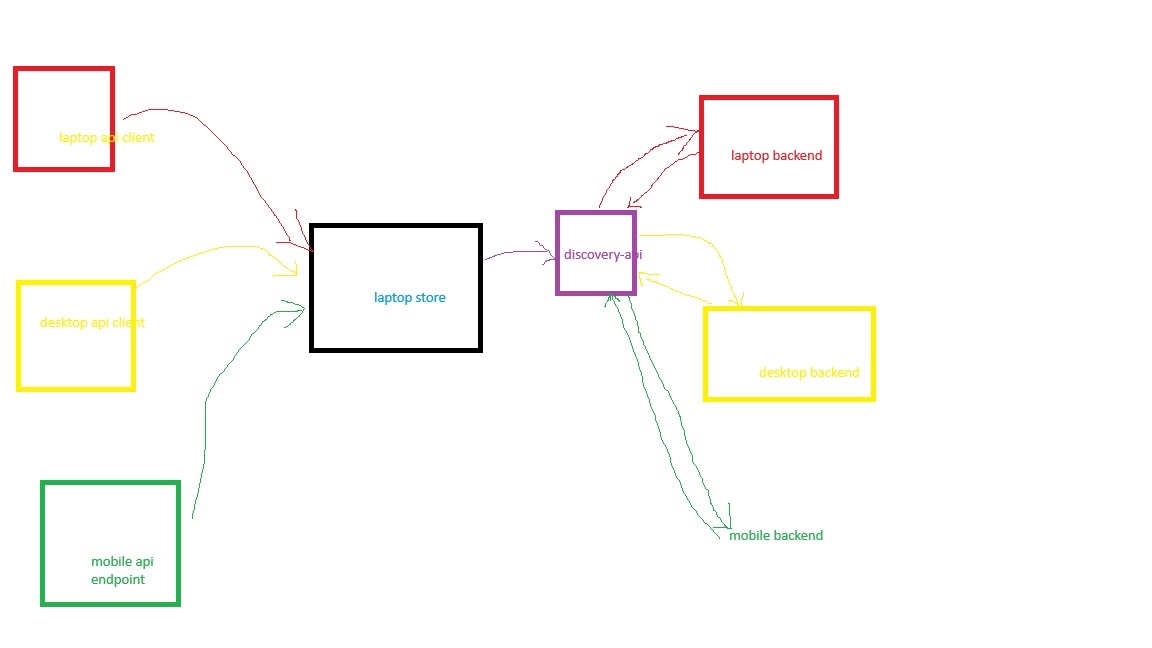 laptop api client
desktop api client
mobile api
endpoint
laptop store
discovery-api
laptop backend
desktop backend
mobile backend